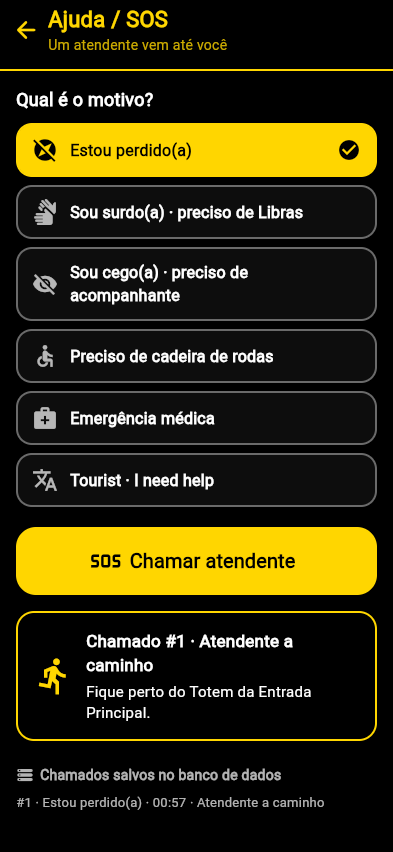 Ajuda / SOS
Um atendente vem até você
Qual é o motivo?
Estou perdido(a)
Sou surdo(a) · preciso de Libras
Sou cego(a) · preciso de
acompanhante
Preciso de cadeira de rodas
Emergência médica
Tourist · I need help
SOS Chamar atendente
Chamado #1 · Atendente a
caminho
Fique perto do Totem da Entrada
Principal.
Chamados salvos no banco de dados
#1 · Estou perdido(a) · 00:57 · Atendente a caminho